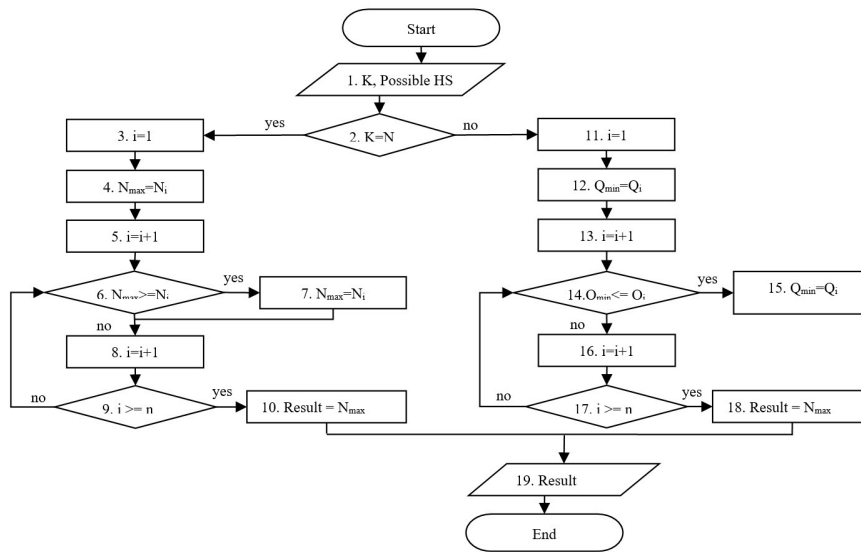 Start
1. K, Possible HS
yes
2. K=N
no
3. i=1
4. Nmax=Ni
5. i=i+1
6. Nmax>=Ni
yes
7. Nmax=Ni
no
8. i=i+1
no
9. i >= n
yes
10. Result = Nmax
11. i=1
12. Qmin=Qi
13. i=i+1
14.Qmin<= Qi
yes
15. Qmin=Qi
no
16. i=i+1
no
17. i >= n
yes
18. Result = Nmax
19. Result
End